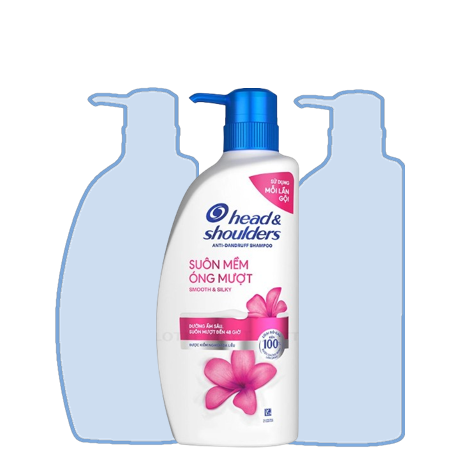 SỬ DỤNG
MỖI LẦN
GỘI
head &
shoulders
ANTI-DANDRUFF SHAMPOO
SUÔN MỀM
ÓNG MƯỢT
SMOOTH & SILKY
DƯỠNG ẨM SÂU,
SUÔN MƯỢT ĐẾN 48 GIỜ
100